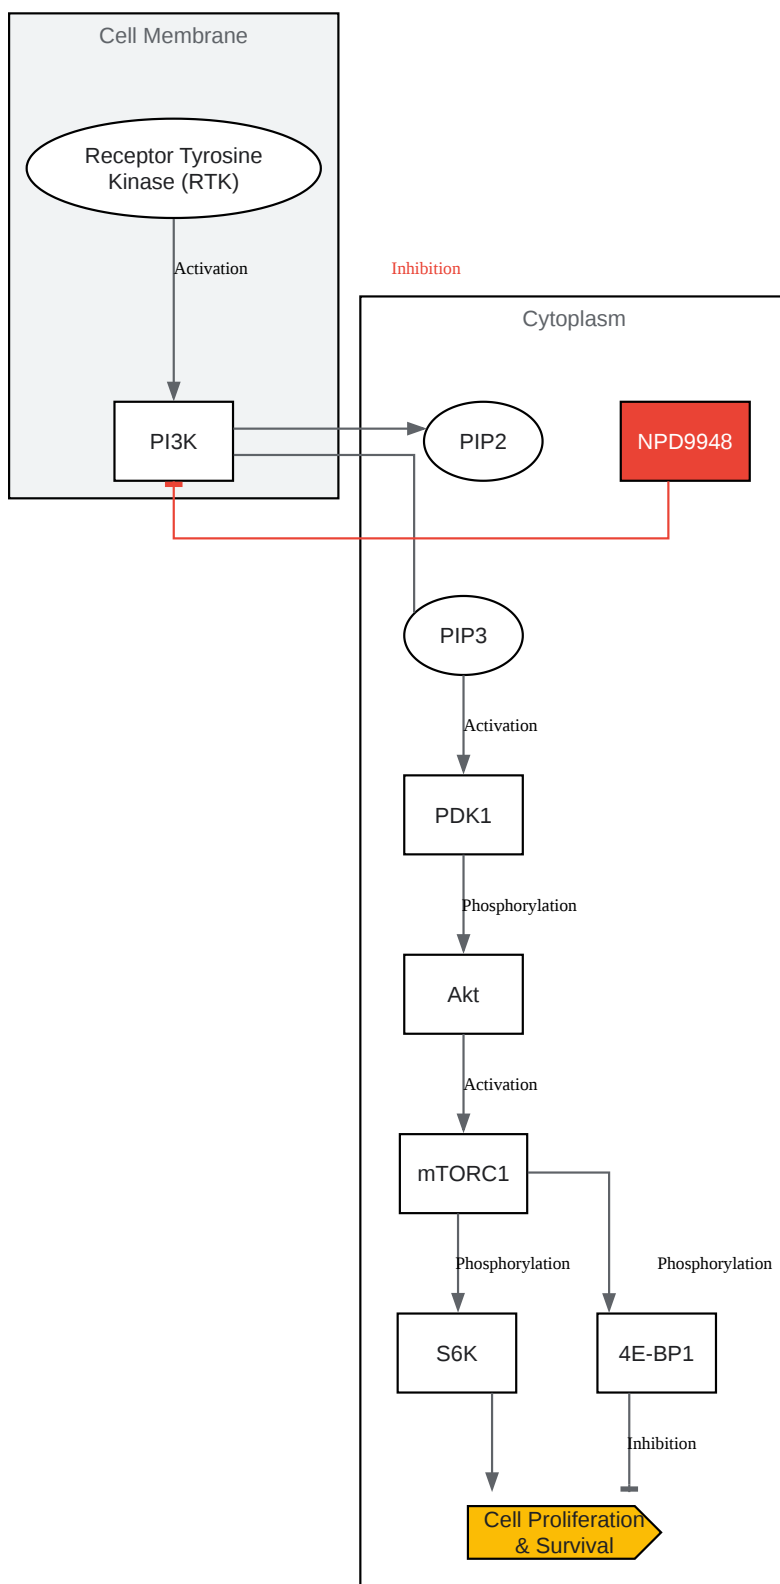 Cell Membrane
Receptor Tyrosine
Kinase (RTK)
Activation
Inhibition
Cytoplasm
PI3K
PIP2
NPD9948
PIP3
Activation
PDK1
Phosphorylation
Akt
Activation
mTORC1
Phosphorylation
Phosphorylation
S6K
4E-BP1
Inhibition
Cell Proliferation
& Survival